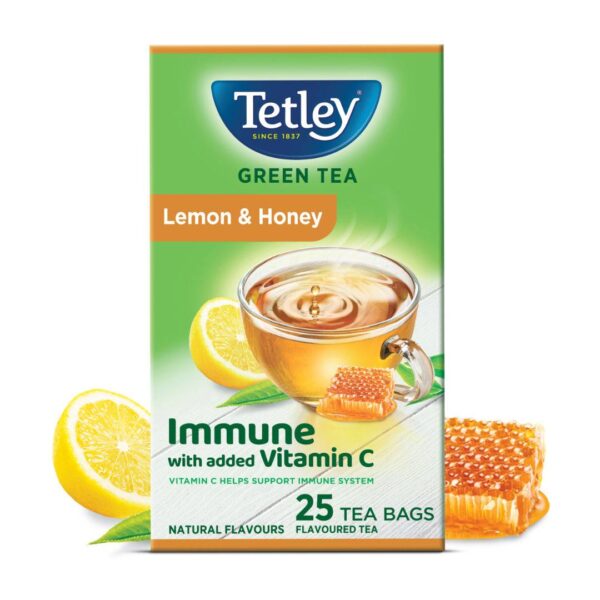 Tetley
SINCE 1837
GREEN TEA
Lemon & Honey
Immune
with added Vitamin C
VITAMIN C HELPS SUPPORT IMMUNE SYSTEM
25 TEA BAGS
NATURAL FLAVOURS FLAVOURED TEA